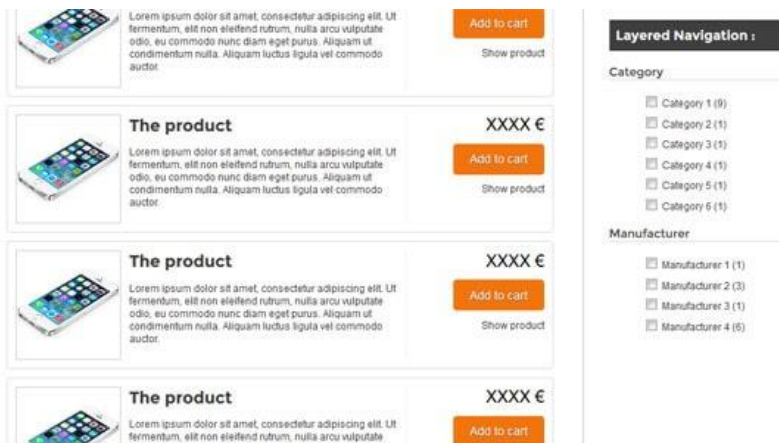 Lorem ipsum dolor sit amet, consectetur adipiscing elit. Ut
fermentum, elit non eleifend rutrum, nulla arcu vulputate
odio, eu commodo nunc diam eget purus. Aliquam ut
condimentum nulla. Aliquam luctus ligula vel commodo
auctor.
Add to cart
Show product
The product
Lorem ipsum dolor sit amet, consectetur adipiscing elit. Ut
fermentum, elit non eleifend rutrum, nulla arcu vulputate
odio, eu commodo nunc diam eget purus. Aliquam ut
condimentum nulla. Aliquam luctus ligula vel commodo
auctor.
XXXX €
Add to cart
Show product
The product
Lorem ipsum dolor sit amet, consectetur adipiscing elit. Ut
fermentum, elit non eleifend rutrum, nulla arcu vulputate
odio, eu commodo nunc diam eget purus. Aliquam ut
condimentum nulla. Aliquam luctus ligula vel commodo
auctor.
XXXX €
Add to cart
Show product
The product
Lorem ipsum dolor sit amet, consectetur adipiscing elit. Ut
fermentum, elit non eleifend rutrum, nulla arcu vulputate
XXXX €
Add to cart
Layered Navigation :
Category
Category 1 (9)
Category 2 (1)
Category 3 (1)
Category 4 (1)
Category 5 (1)
Category 6 (1)
Manufacturer
Manufacturer 1 (1)
Manufacturer 2 (3)
Manufacturer 3 (1)
Manufacturer 4 (6)